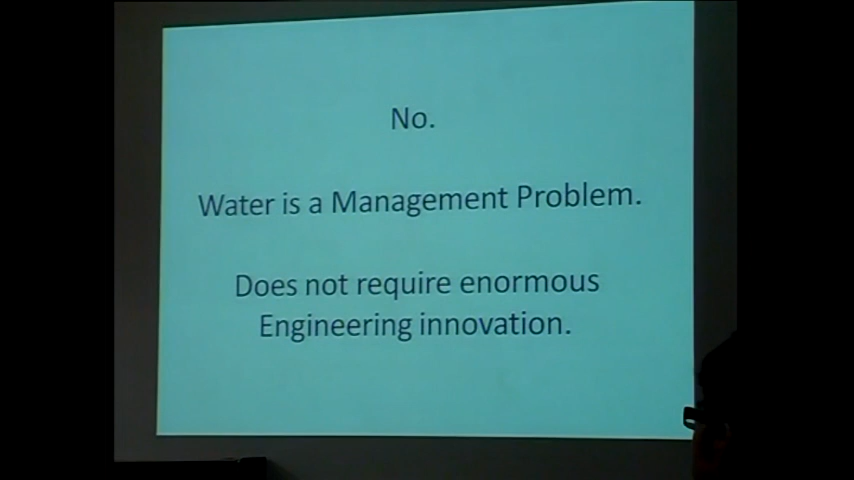 No.
Water is a Management Problem.
Does not require enormous
Engineering innovation.